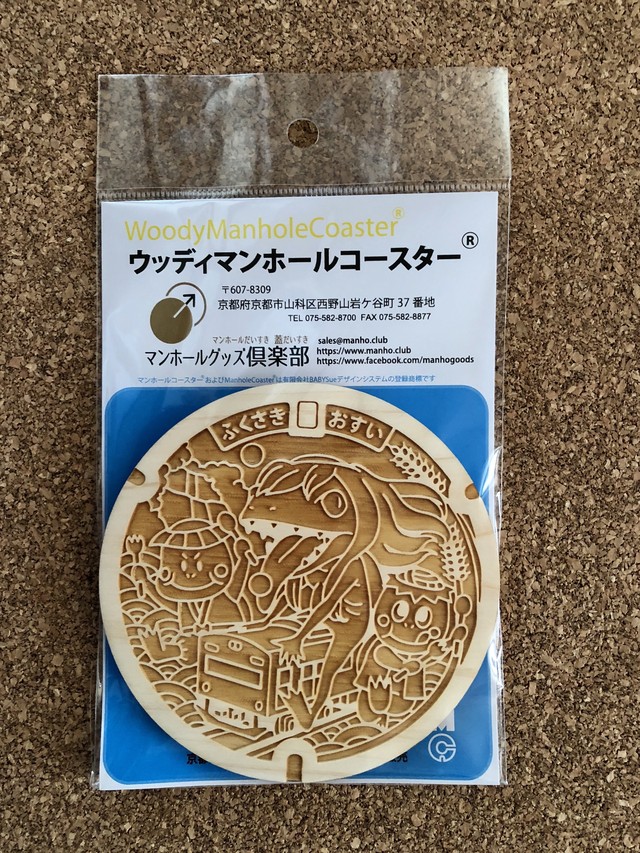 WoodyManholeCoaster®
ウッディマンホールコースター®
〒607-8309
京都府京都市山科区西野山岩ケ谷町 37 番地
TEL 075-582-8700 FAX 075-582-8877
マンホールだいすき 蓋だいすき
マンホールグッズ倶楽部
sales@manho.club
https://www.manho.club
https://www.facebook.com/manhogoods
マンホールコースター®およびManholeCoaster®は有限会社BABYSueデザインシステムの登録商標です
ふくさき おすい